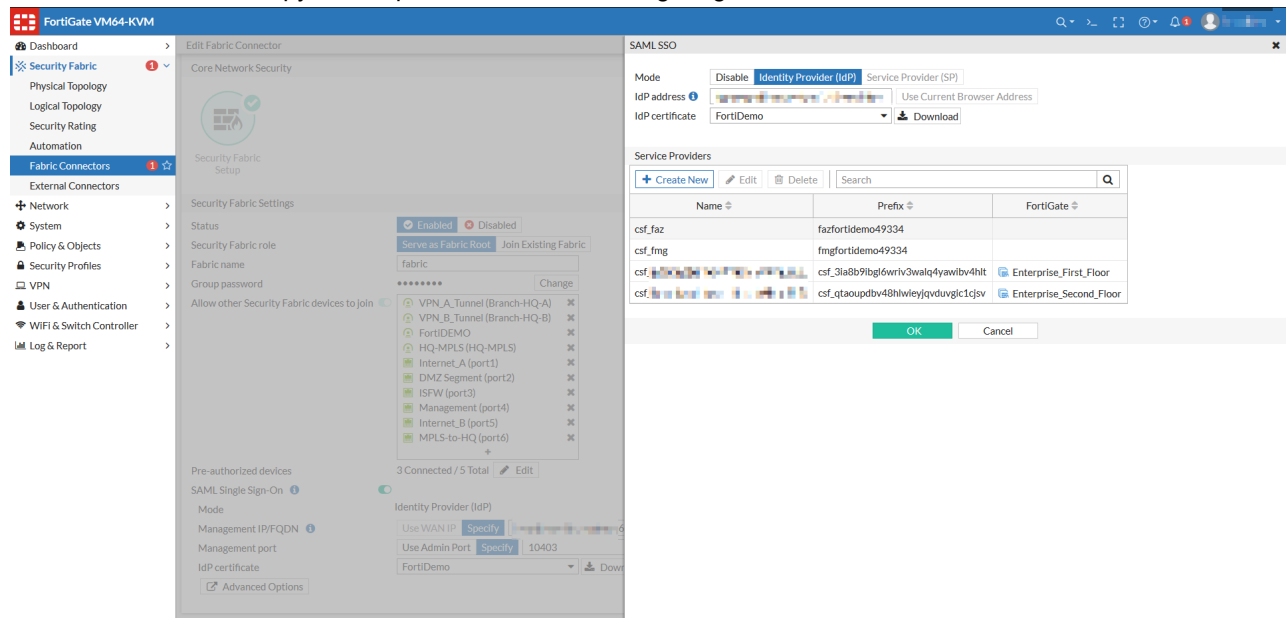 FortiGate VM64-KVM
1
Dashboard
Security Fabric 1
Physical Topology
Logical Topology
Security Rating
Automation
Fabric Connectors 1
External Connectors
Network
System
Policy & Objects
Security Profiles
VPN
User & Authentication
WiFi & Switch Controller
Log & Report
Edit Fabric Connector
Core Network Security
Security Fabric
Setup
Security Fabric Settings
Status Enabled Disabled
Security Fabric role Serve as Fabric Root Join Existing Fabric
Fabric name fabric
Group password •••••••• Change
Allow other Security Fabric devices to join VPN_A_Tunnel (Branch-HQ-A)
VPN_B_Tunnel (Branch-HQ-B)
FortiDEMO
HQ-MPLS (HQ-MPLS)
Internet_A (port1)
DMZ Segment (port2)
ISFW (port3)
Management (port4)
Internet_B (port5)
MPLS-to-HQ (port6)
+
Pre-authorized devices 3 Connected / 5 Total Edit
SAML Single Sign-On
Mode Identity Provider (IdP)
Management IP/FQDN Use WAN IP Specify
Management port Use Admin Port Specify 10403
IdP certificate FortiDemo
Advanced Options
SAML SSO
Mode Disable Identity Provider (IdP) Service Provider (SP)
IdP address Use Current Browser Address
IdP certificate FortiDemo Download
Service Providers
+ Create New Edit Delete Search
Name Prefix FortiGate
csf_faz fazfortidemo49334
csf_fmg fmgfortidemo49334
csf_ csf_3ia8b9ibgl6wriv3walq4yawibv4hlt Enterprise_First_Floor
csf_ csf_qtaoupdbv48hlwieyjqvduvgic1cjsv Enterprise_Second_Floor
OK Cancel